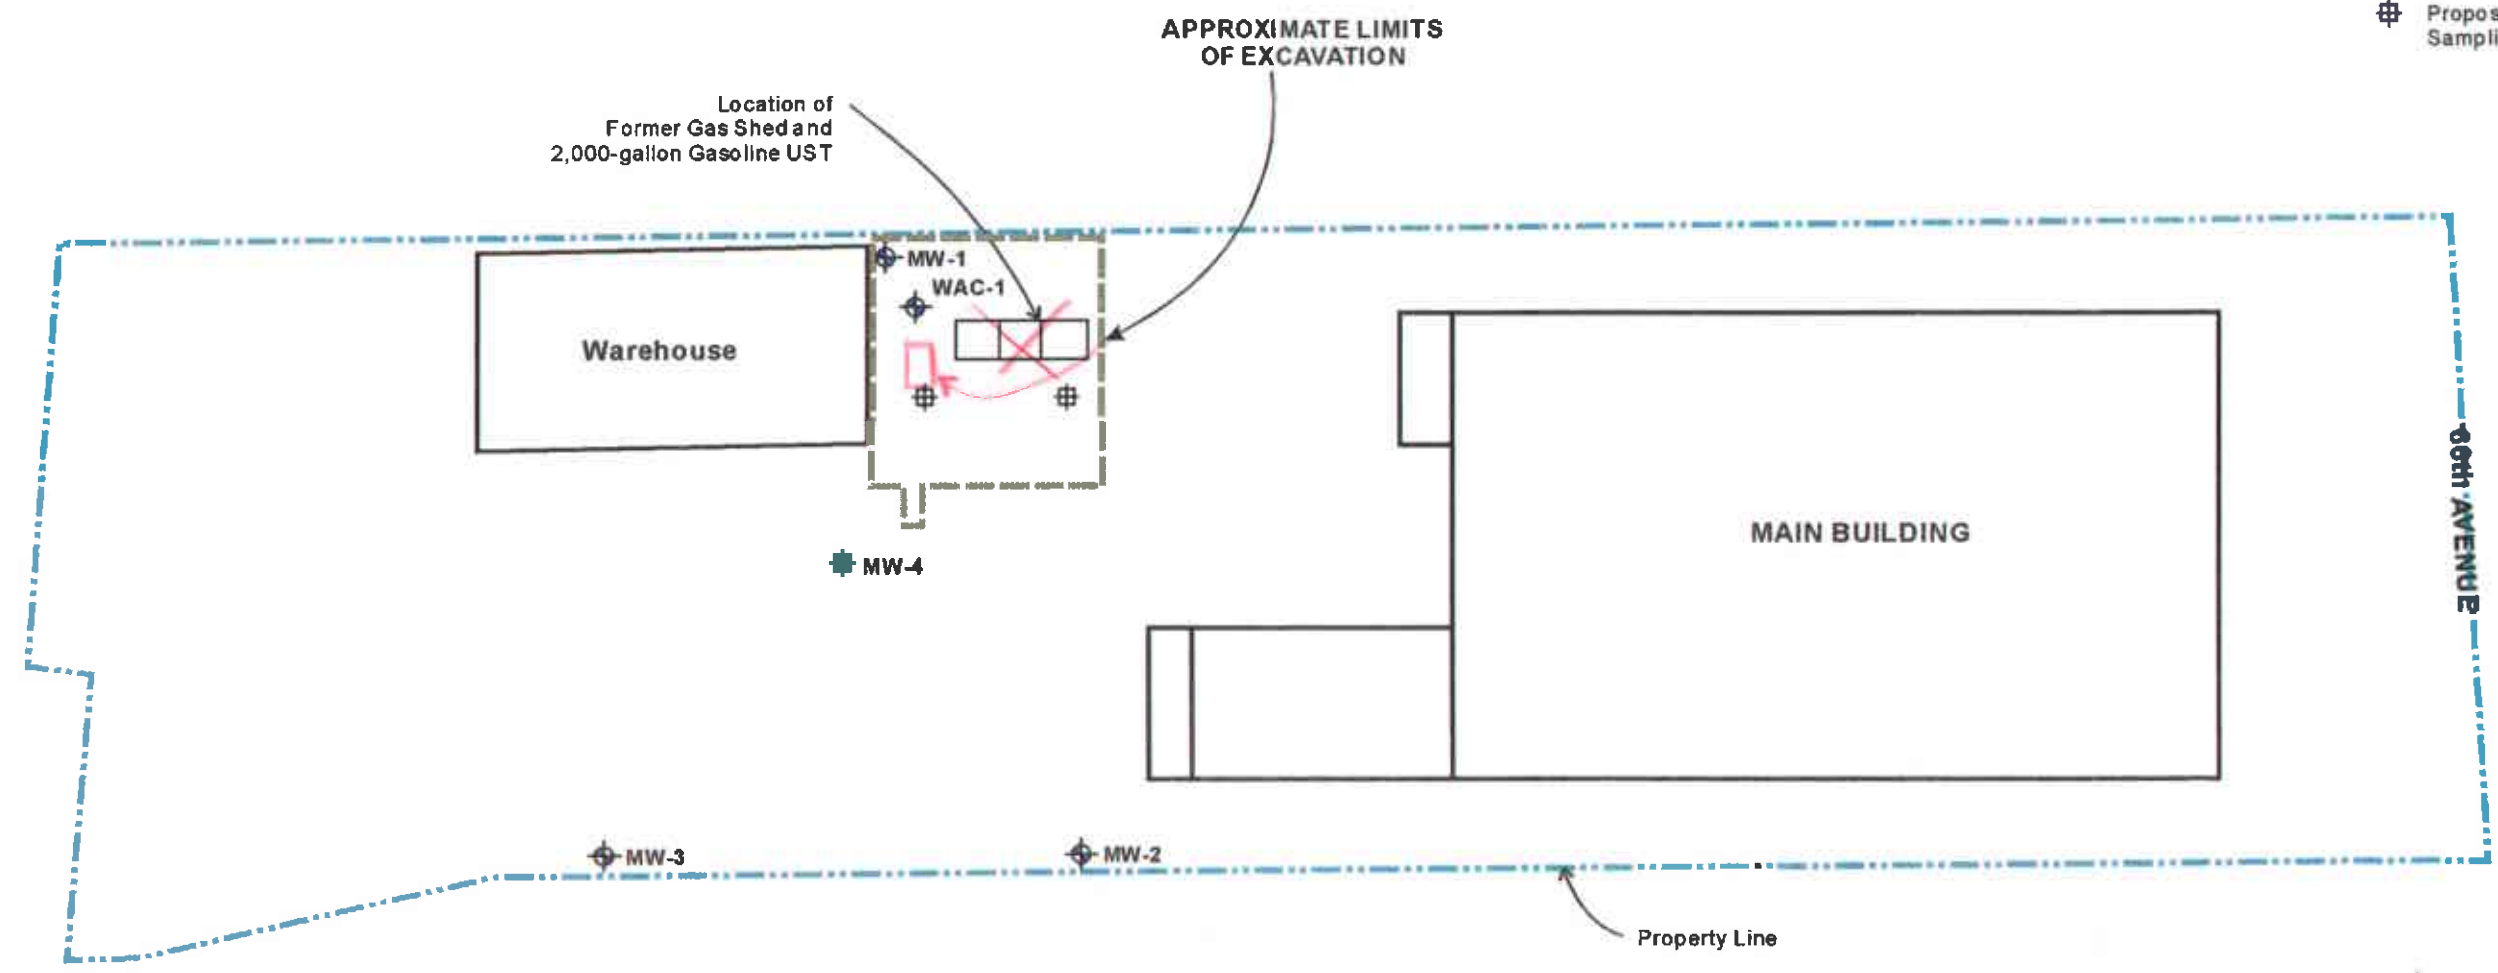 APPROXIMATE LIMITS
OF EXCAVATION
Location of
Former Gas Shed and
2,000-gallon Gasoline UST
MW-1
WAC-1
Warehouse
MW-4
MAIN BUILDING
AVENUE
MW-3
MW-2
Property Line